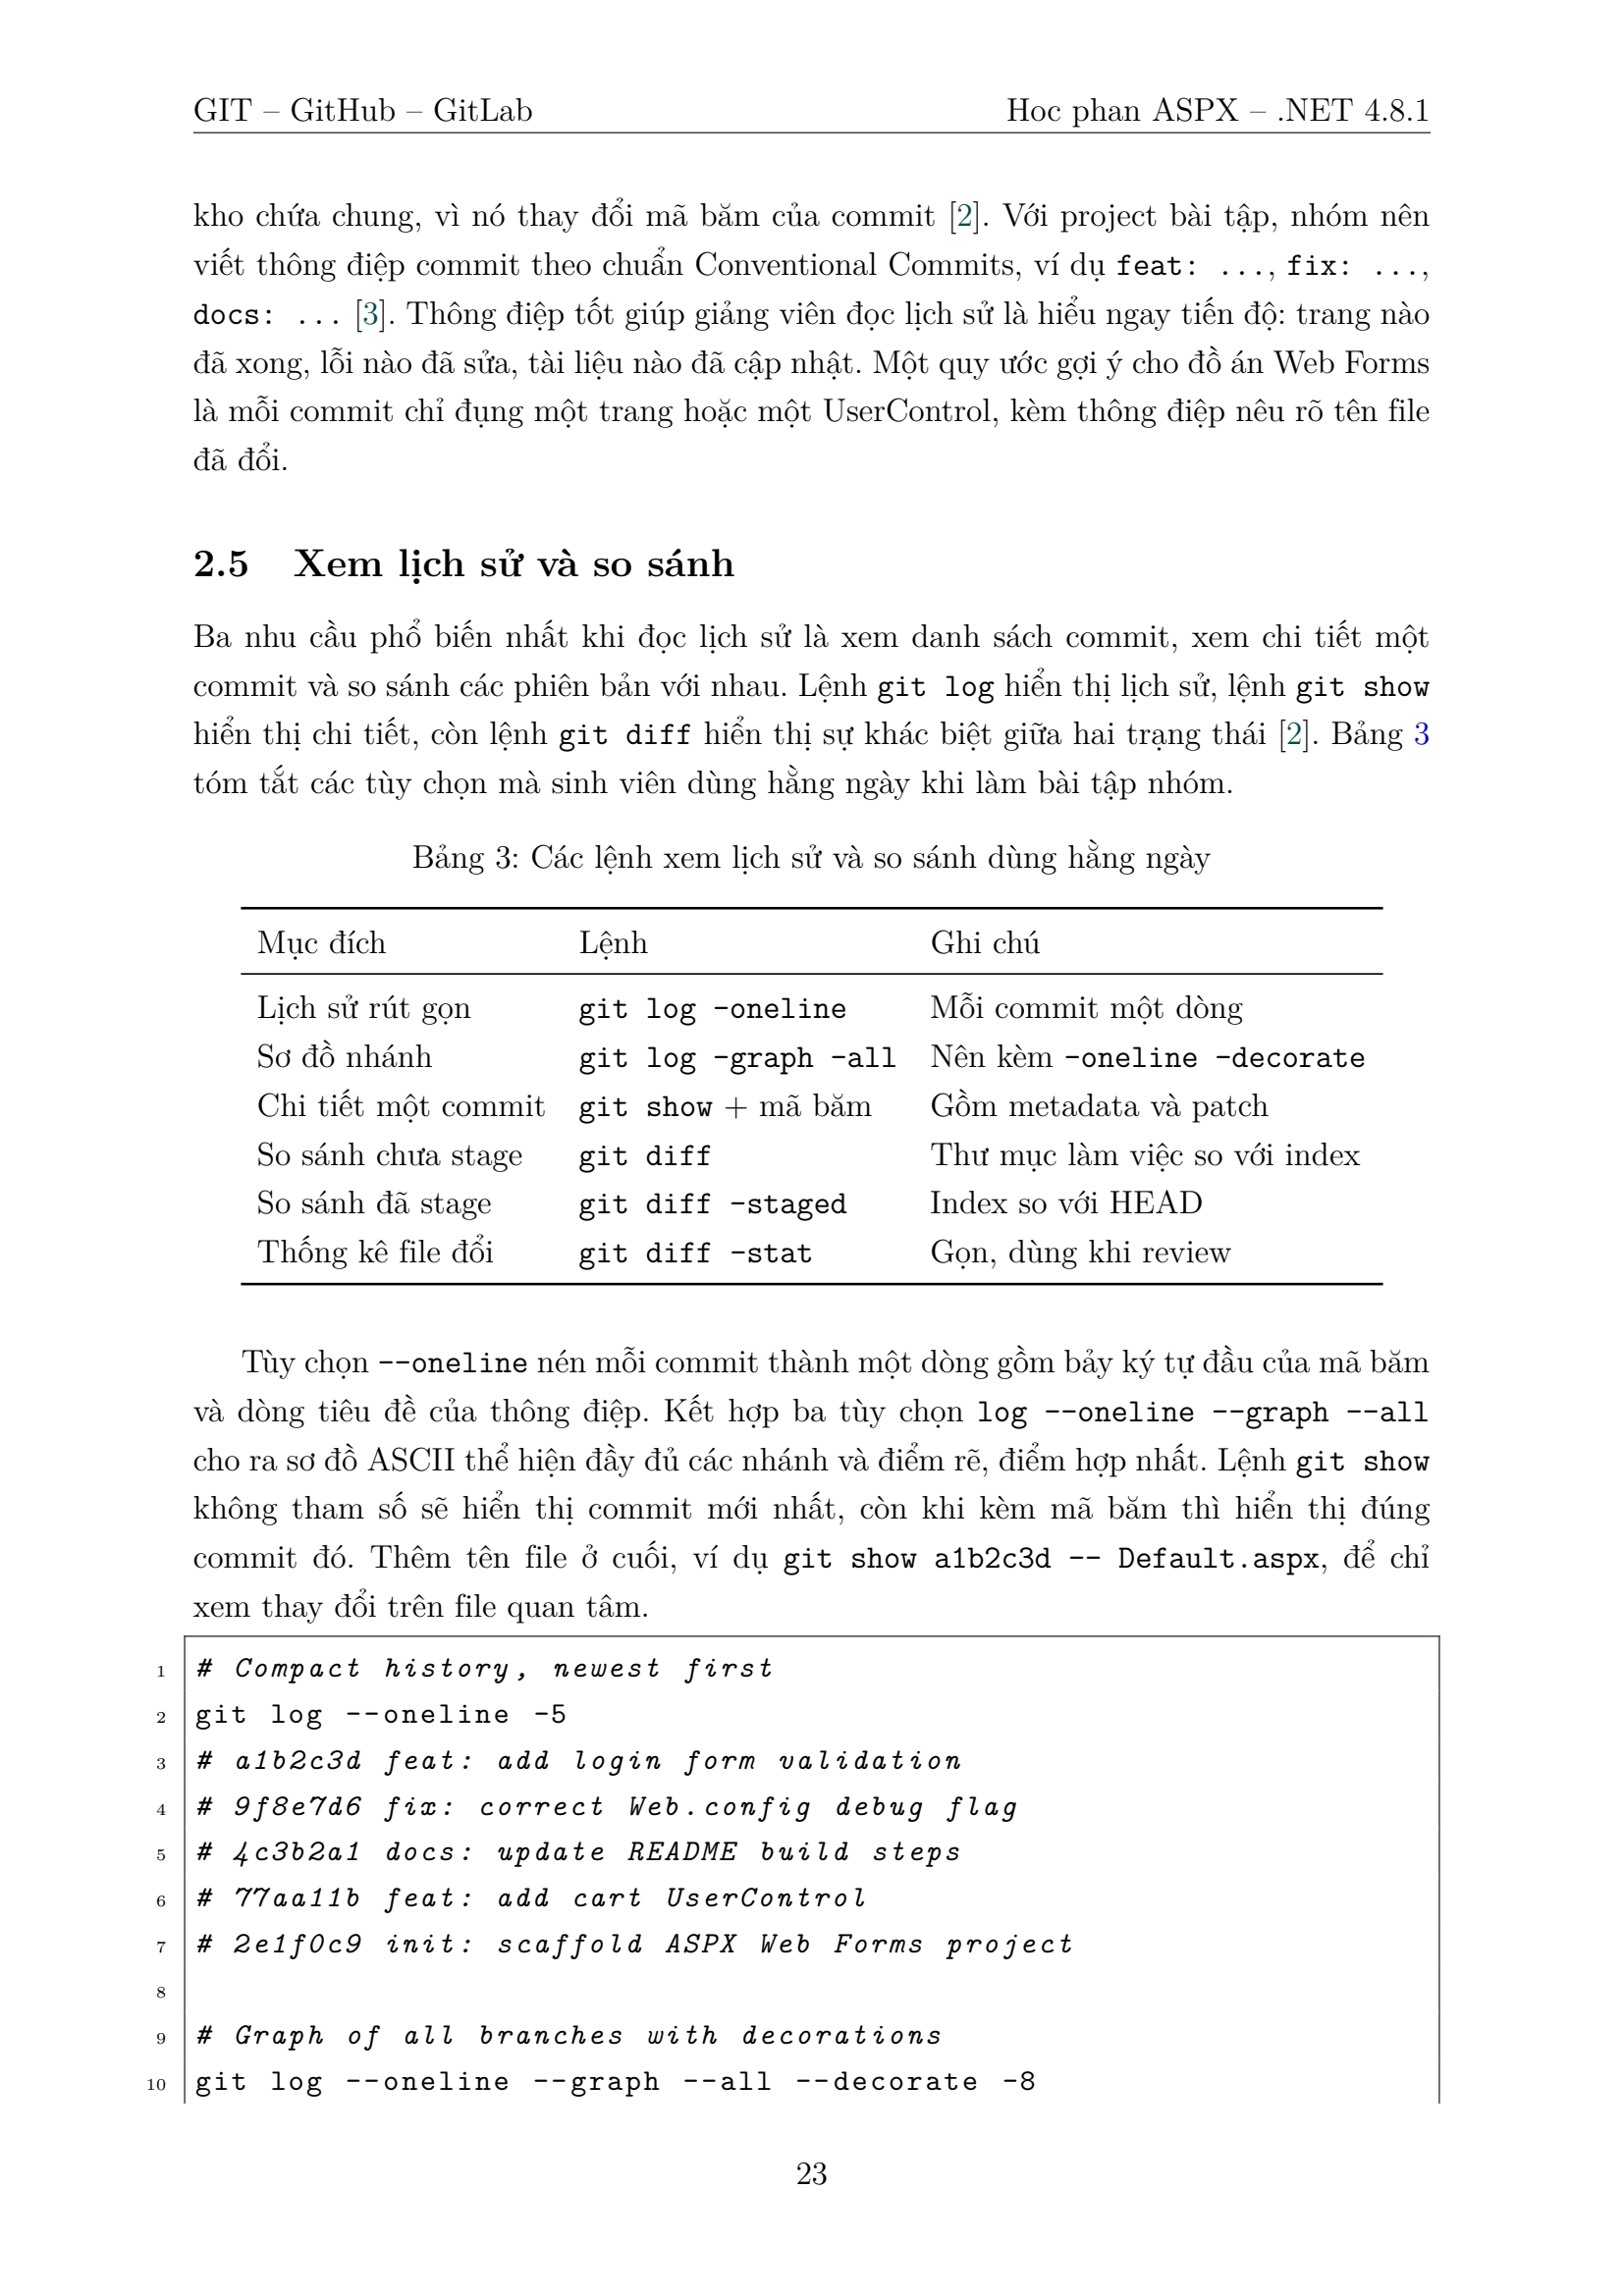 GIT – GitHub – GitLab    Hoc phan ASPX – .NET 4.8.1
kho chứa chung, vì nó thay đổi mã băm của commit [2]. Với project bài tập, nhóm nên
viết thông điệp commit theo chuẩn Conventional Commits, ví dụ feat: ..., fix: ...,
docs: ... [3]. Thông điệp tốt giúp giảng viên đọc lịch sử là hiểu ngay tiến độ: trang nào
đã xong, lỗi nào đã sửa, tài liệu nào đã cập nhật. Một quy ước gợi ý cho đồ án Web Forms
là mỗi commit chỉ đụng một trang hoặc một UserControl, kèm thông điệp nêu rõ tên file
đã đổi.
2.5 Xem lịch sử và so sánh
Ba nhu cầu phổ biến nhất khi đọc lịch sử là xem danh sách commit, xem chi tiết một
commit và so sánh các phiên bản với nhau. Lệnh git log hiển thị lịch sử, lệnh git show
hiển thị chi tiết, còn lệnh git diff hiển thị sự khác biệt giữa hai trạng thái [2]. Bảng 3
tóm tắt các tùy chọn mà sinh viên dùng hằng ngày khi làm bài tập nhóm.
Bảng 3: Các lệnh xem lịch sử và so sánh dùng hằng ngày
Mục đích    Lệnh    Ghi chú
Lịch sử rút gọn    git log -oneline    Mỗi commit một dòng
Sơ đồ nhánh    git log -graph -all    Nên kèm -oneline -decorate
Chi tiết một commit    git show + mã băm    Gồm metadata và patch
So sánh chưa stage    git diff    Thư mục làm việc so với index
So sánh đã stage    git diff -staged    Index so với HEAD
Thống kê file đổi    git diff -stat    Gọn, dùng khi review
Tùy chọn --oneline nén mỗi commit thành một dòng gồm bảy ký tự đầu của mã băm
và dòng tiêu đề của thông điệp. Kết hợp ba tùy chọn log --oneline --graph --all
cho ra sơ đồ ASCII thể hiện đầy đủ các nhánh và điểm rẽ, điểm hợp nhất. Lệnh git show
không tham số sẽ hiển thị commit mới nhất, còn khi kèm mã băm thì hiển thị đúng
commit đó. Thêm tên file ở cuối, ví dụ git show a1b2c3d -- Default.aspx, để chỉ
xem thay đổi trên file quan tâm.
1 # Compact history, newest first
2 git log --oneline -5
3 # a1b2c3d feat: add login form validation
4 # 9f8e7d6 fix: correct Web.config debug flag
5 # 4c3b2a1 docs: update README build steps
6 # 77aa11b feat: add cart UserControl
7 # 2e1f0c9 init: scaffold ASPX Web Forms project
8
9 # Graph of all branches with decorations
10 git log --oneline --graph --all --decorate -8
23